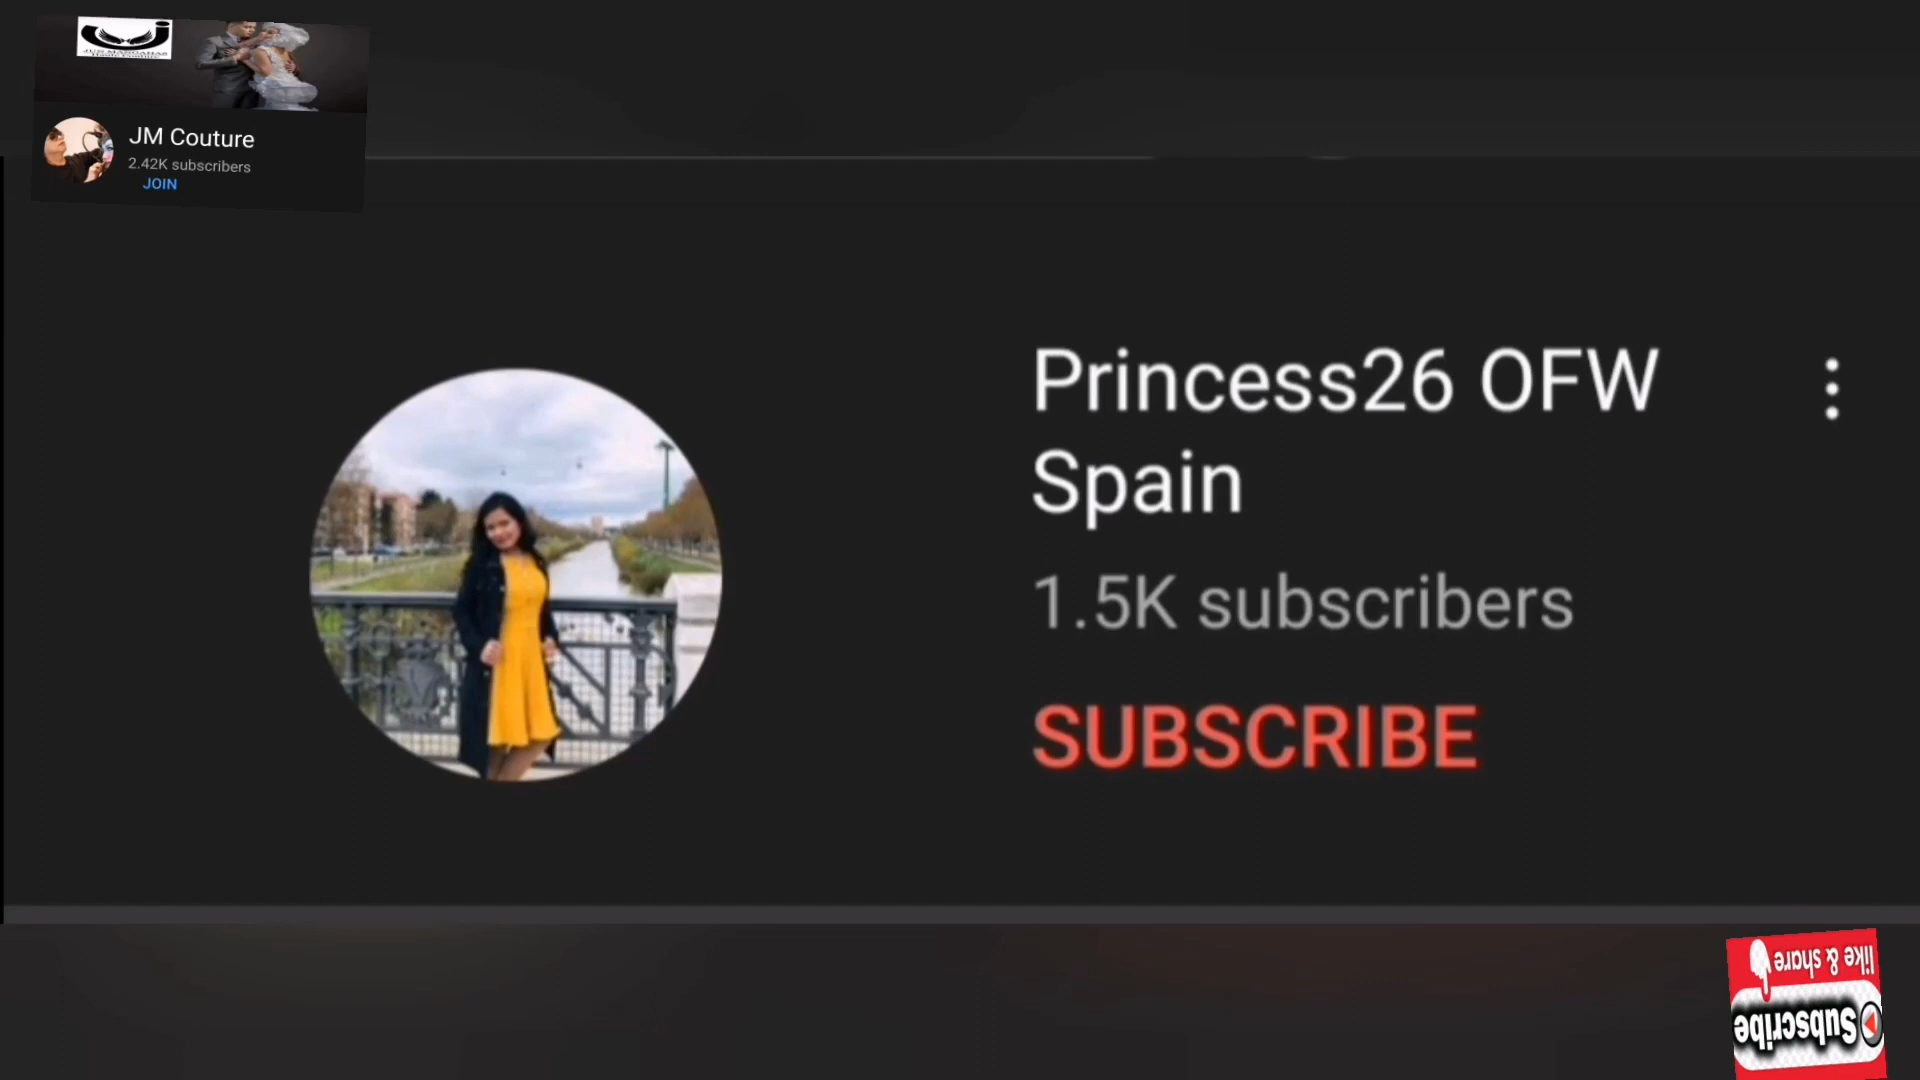 JM Couture
2.42K subscribers
JOIN
Princess26 OFW
Spain
1.5K subscribers
SUBSCRIBE
like & share
Subscribe